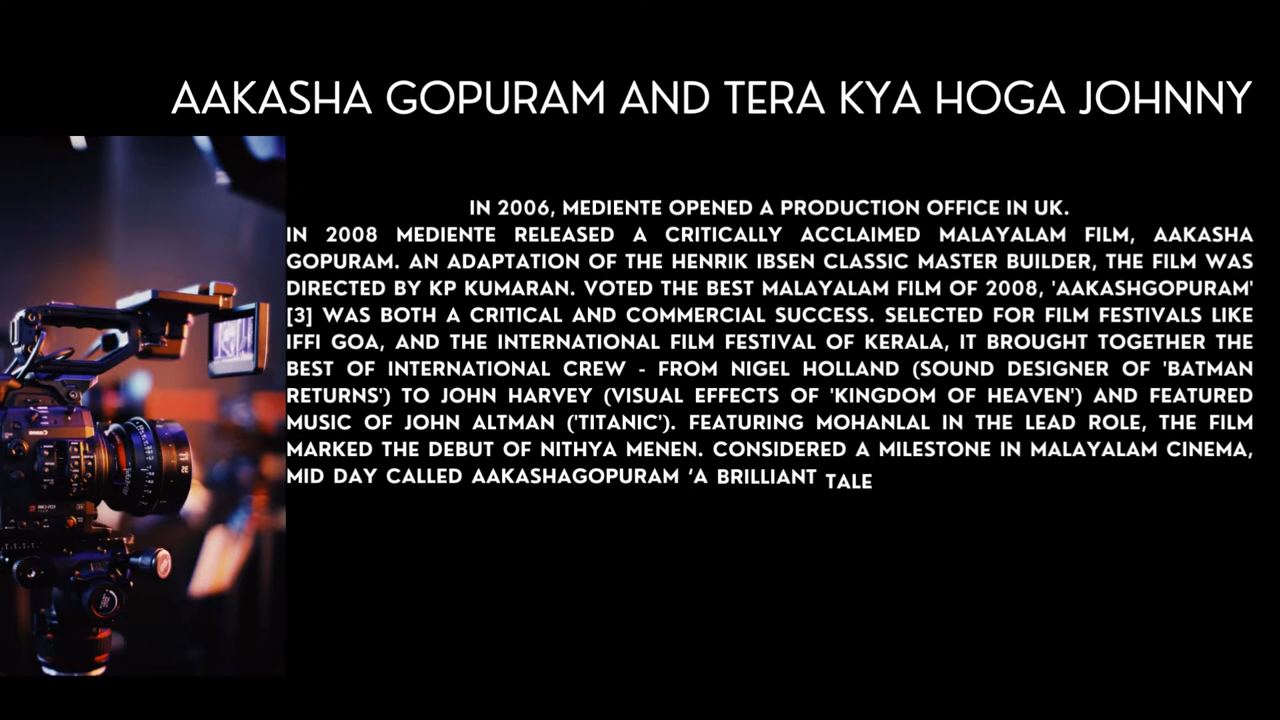 AAKASHA GOPURAM AND TERA KYA HOGA JOHNNY
IN 2006, MEDIENTE OPENED A PRODUCTION OFFICE IN UK.
IN 2008 MEDIENTE RELEASED A CRITICALLY ACCLAIMED MALAYALAM FILM, AAKASHA
GOPURAM. AN ADAPTATION OF THE HENRIK IBSEN CLASSIC MASTER BUILDER, THE FILM WAS
DIRECTED BY KP KUMARAN. VOTED THE BEST MALAYALAM FILM OF 2008, 'AAKASHGOPURAM'
[3] WAS BOTH A CRITICAL AND COMMERCIAL SUCCESS. SELECTED FOR FILM FESTIVALS LIKE
IFFI GOA, AND THE INTERNATIONAL FILM FESTIVAL OF KERALA, IT BROUGHT TOGETHER THE
BEST OF INTERNATIONAL CREW - FROM NIGEL HOLLAND (SOUND DESIGNER OF 'BATMAN
RETURNS') TO JOHN HARVEY (VISUAL EFFECTS OF 'KINGDOM OF HEAVEN') AND FEATURED
MUSIC OF JOHN ALTMAN ('TITANIC'). FEATURING MOHANLAL IN THE LEAD ROLE, THE FILM
MARKED THE DEBUT OF NITHYA MENEN. CONSIDERED A MILESTONE IN MALAYALAM CINEMA,
MID DAY CALLED AAKASHAGOPURAM ‘A BRILLIANT TALE